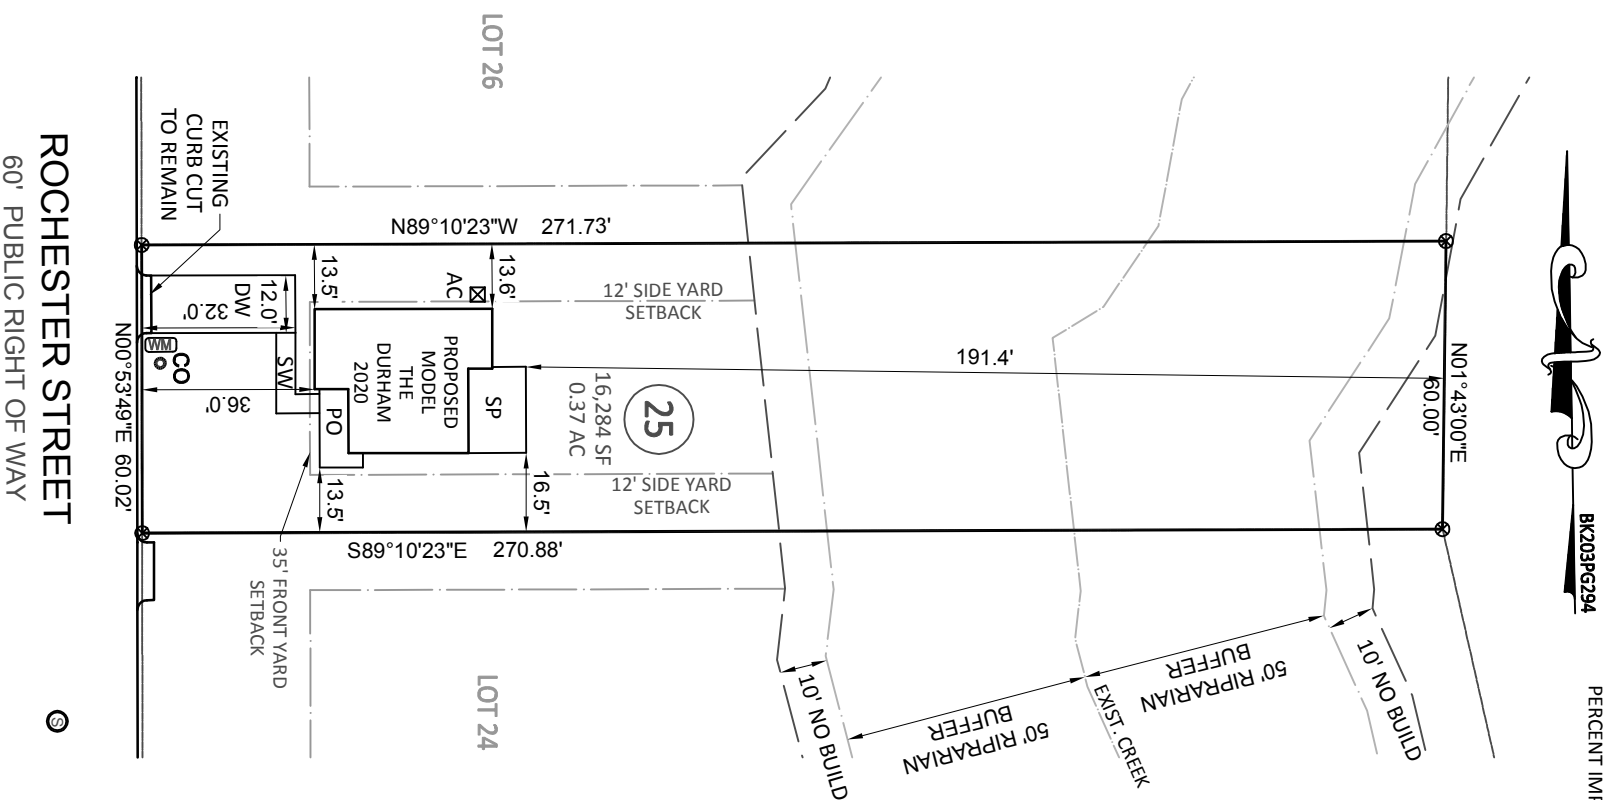 BK203PG294
PERCENT
LOT 26
EXISTING
CURB CUT
TO REMAIN
ROCHESTER STREET
60' PUBLIC RIGHT OF WAY
S
N89°10'23"W 271.73'
13.5'
13.6'
AC
12' SIDE YARD
SETBACK
12.0'
DW
32.0'
WM
CO
SW
36.0'
PO
PROPOSED
MODEL
THE
DURHAM
2020
SP
191.4'
16,284 SF
0.37 AC
25
12' SIDE YARD
SETBACK
13.5'
16.5'
N00°53'49"E 60.02'
N01°43'00"E
60.00'
S89°10'23"E 270.88'
35' FRONT YARD
SETBACK
LOT 24
10' NO BUILD
50' RIPRARIAN
BUFFER
EXIST. CREEK
50' RIPRARIAN
BUFFER
10' NO BUILD